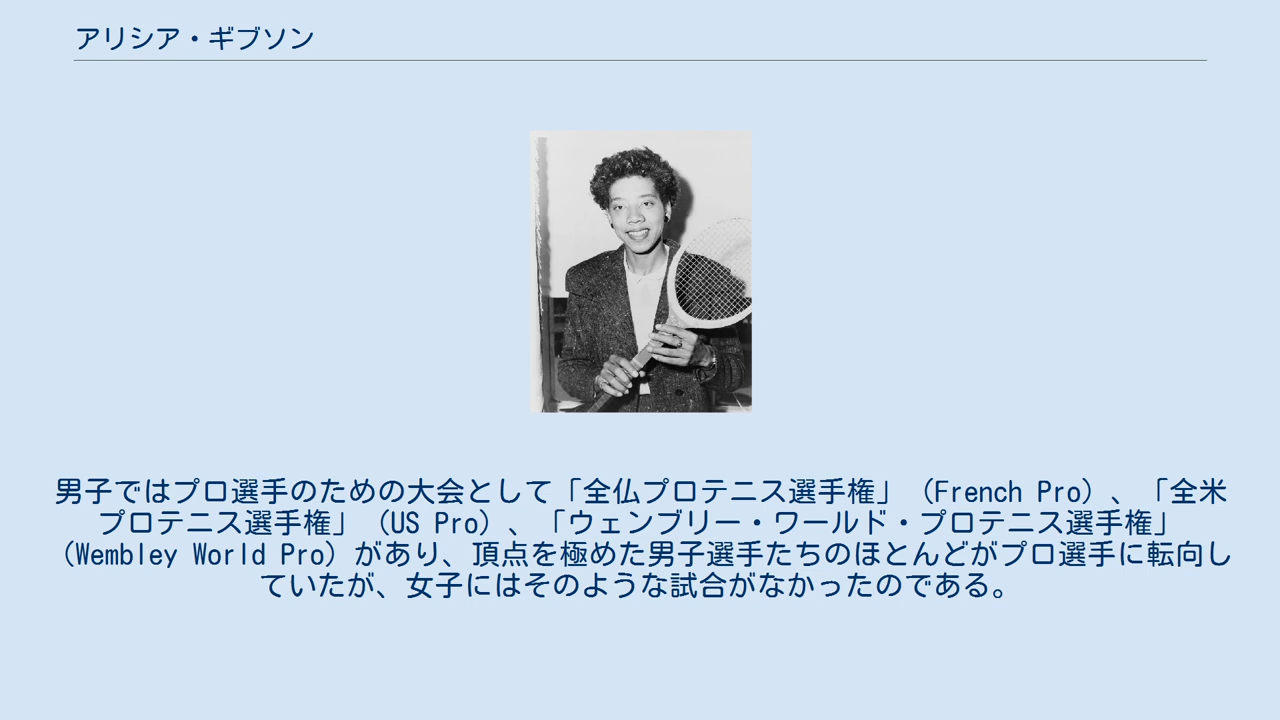 アリシア・ギブソン
男子ではプロ選手のための大会として「全仏プロテニス選手権」（French Pro）、「全米
プロテニス選手権」（US Pro）、「ウェンブリー・ワールド・プロテニス選手権」
（Wembley World Pro）があり、頂点を極めた男子選手たちのほとんどがプロ選手に転向し
ていたが、女子にはそのような試合がなかったのである。